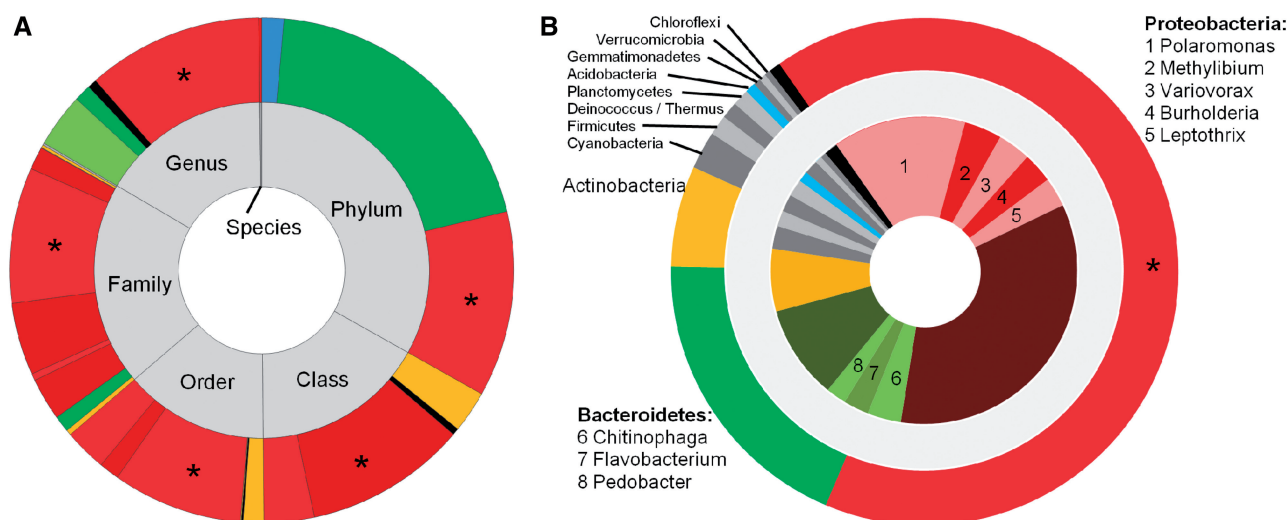 A
*
Genus
Species
Phylum
*
*
Family
Order
Class
*
*
B
Chloroflexi
Verrucomicrobia
Gemmatimonadetes
Acidobacteria
Planctomycetes
Deinococcus / Thermus
Firmicutes
Cyanobacteria
Actinobacteria
1
2
3
4
5
*
8
7
6
Proteobacteria:
1 Polaromonas
2 Methylibium
3 Variovorax
4 Burholderia
5 Leptothrix
Bacteroidetes:
6 Chitinophaga
7 Flavobacterium
8 Pedobacter